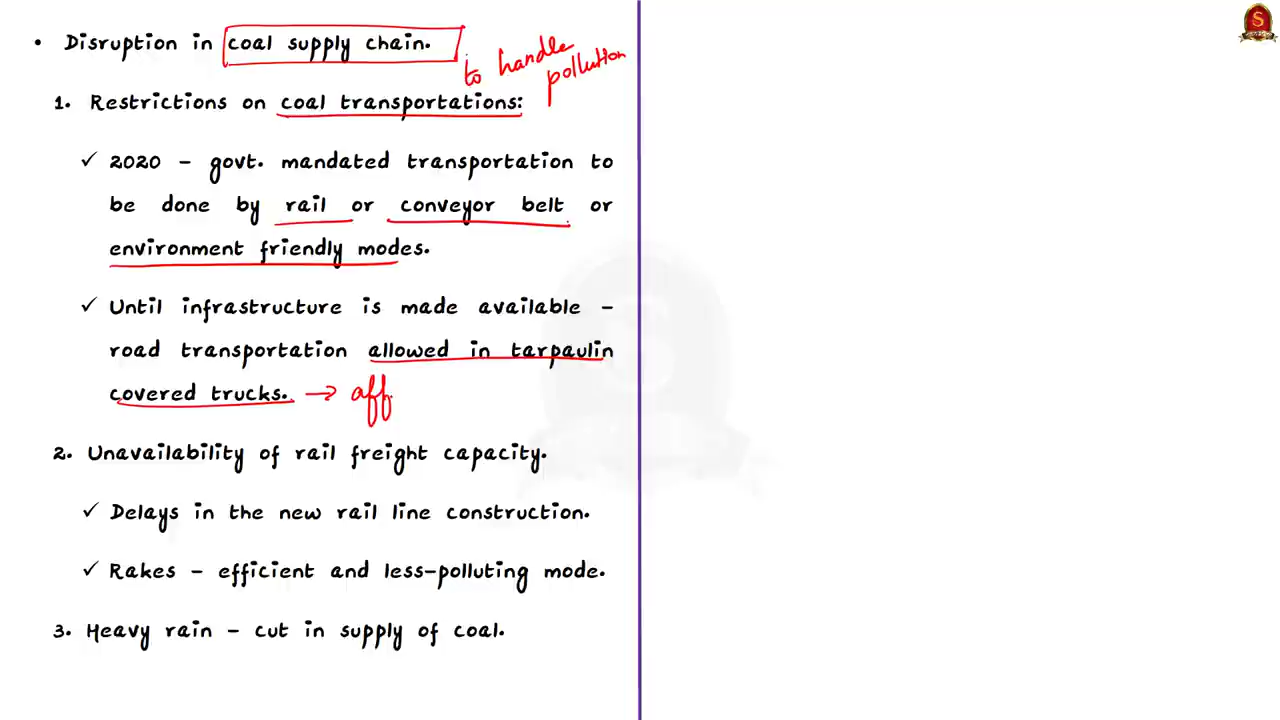 • Disruption in coal supply chain.
to handle
pollution
1. Restrictions on coal transportations:
✓ 2020 – govt. mandated transportation to
be done by rail or conveyor belt or
environment friendly modes.
✓ Until infrastructure is made available –
road transportation allowed in tarpaulin
covered trucks. → aff
2. Unavailability of rail freight capacity.
✓ Delays in the new rail line construction.
✓ Rakes – efficient and less-polluting mode.
3. Heavy rain – cut in supply of coal.